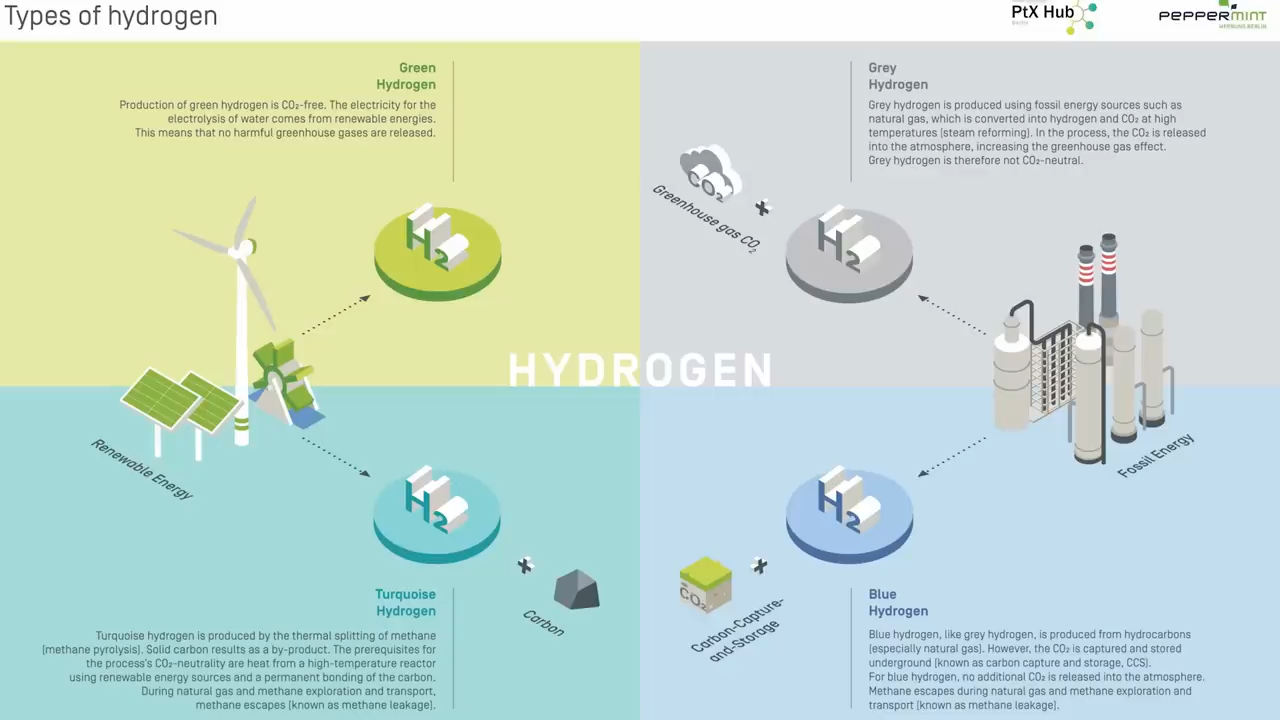 Types of hydrogen
PtX Hub
PEPPERMINT
WERBUNG BERLIN
Green
Hydrogen
Production of green hydrogen is CO₂-free. The electricity for the
electrolysis of water comes from renewable energies.
This means that no harmful greenhouse gases are released.
Grey
Hydrogen
Grey hydrogen is produced using fossil energy sources such as
natural gas, which is converted into hydrogen and CO₂ at high
temperatures (steam reforming). In the process, the CO₂ is released
into the atmosphere, increasing the greenhouse gas effect.
Grey hydrogen is therefore not CO₂-neutral.
CO₂
Greenhouse gas CO₂
H₂
H₂
HYDROGEN
Renewable Energy
Fossil Energy
H₂
H₂
Carbon
CO₂
Carbon-Capture-
and-Storage
Turquoise
Hydrogen
Turquoise hydrogen is produced by the thermal splitting of methane
(methane pyrolysis). Solid carbon results as a by-product. The prerequisites for
the process's CO₂-neutrality are heat from a high-temperature reactor
using renewable energy sources and a permanent bonding of the carbon.
During natural gas and methane exploration and transport,
methane escapes (known as methane leakage).
Blue
Hydrogen
Blue hydrogen, like grey hydrogen, is produced from hydrocarbons
(especially natural gas). However, the CO₂ is captured and stored
underground (known as carbon capture and storage, CCS).
For blue hydrogen, no additional CO₂ is released into the atmosphere.
Methane escapes during natural gas and methane exploration and
transport (known as methane leakage).